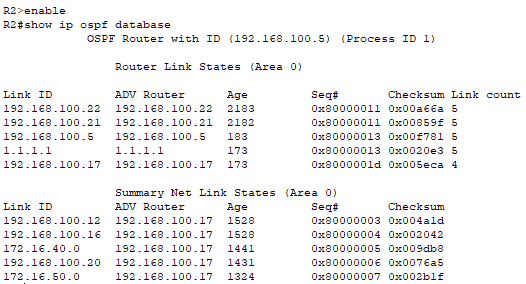 R2>enable
R2#show ip ospf database
OSPF Router with ID (192.168.100.5) (Process ID 1)
Router Link States (Area 0)
Link ID ADV Router Age Seq# Checksum Link count
192.168.100.22 192.168.100.22 2183 0x80000011 0x00a66a 5
192.168.100.21 192.168.100.21 2182 0x80000011 0x00859f 5
192.168.100.5 192.168.100.5 183 0x80000013 0x00f781 5
1.1.1.1 1.1.1.1 173 0x80000013 0x0020e3 5
192.168.100.17 192.168.100.17 173 0x8000001d 0x005eca 4
Summary Net Link States (Area 0)
Link ID ADV Router Age Seq# Checksum
192.168.100.12 192.168.100.17 1528 0x80000003 0x004a1d
192.168.100.16 192.168.100.17 1528 0x80000004 0x002042
172.16.40.0 192.168.100.17 1441 0x80000005 0x009db8
192.168.100.20 192.168.100.17 1431 0x80000006 0x0076a5
172.16.50.0 192.168.100.17 1324 0x80000007 0x002b1f